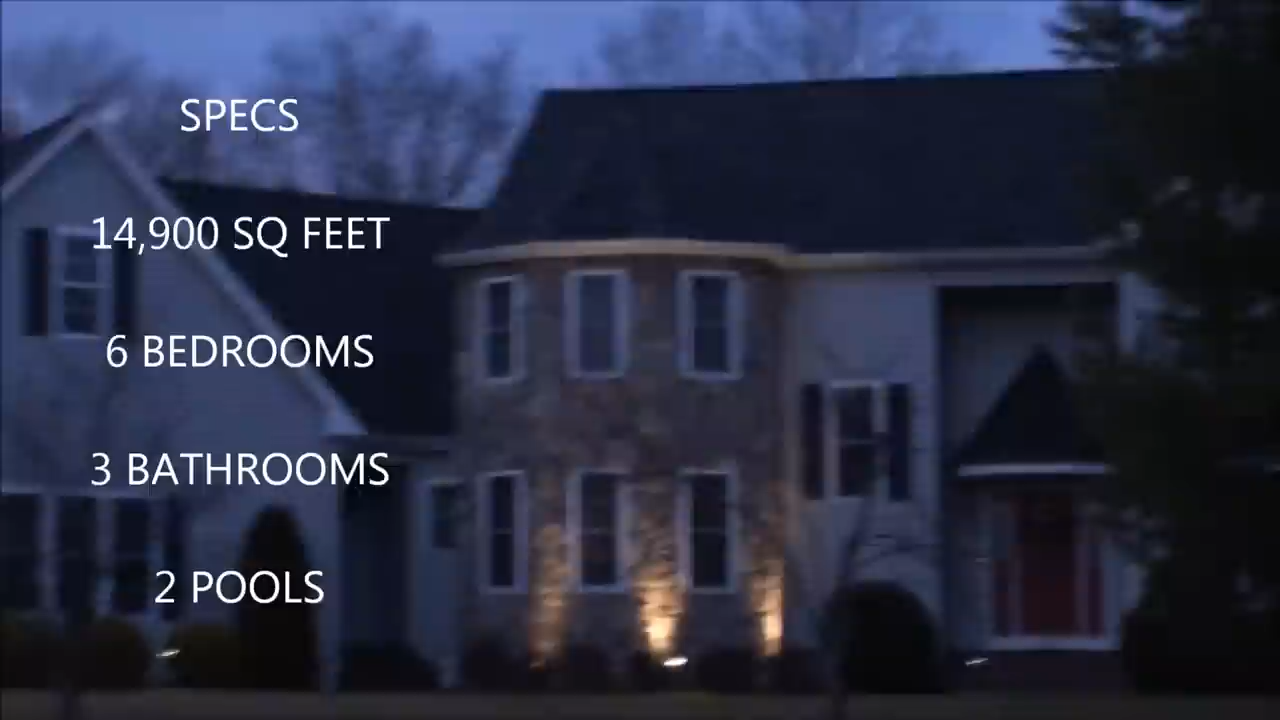 SPECS
14,900 SQ FEET
6 BEDROOMS
3 BATHROOMS
2 POOLS